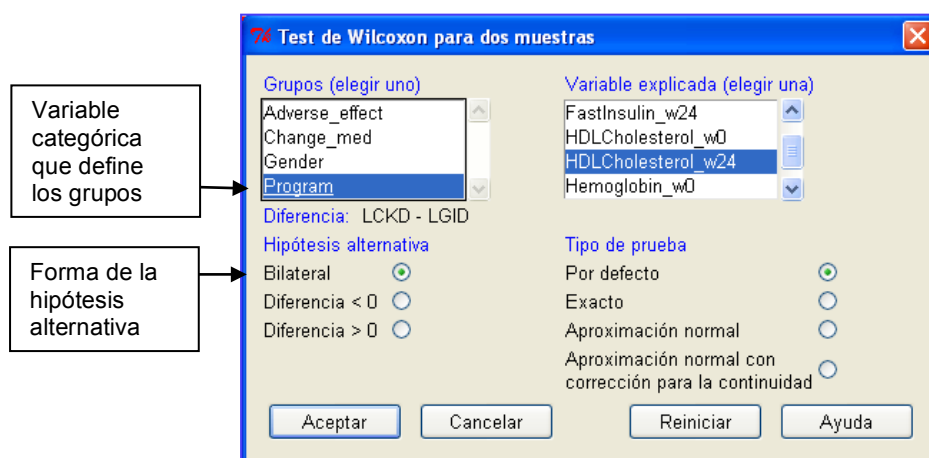 Test de Wilcoxon para dos muestras
Variable
categórica
que define
los grupos
Grupos (elegir uno)
Adverse_effect
Change_med
Gender
Program
Diferencia: LCKD - LGID
Variable explicada (elegir una)
FastInsulin_w24
HDLCholesterol_w0
HDLCholesterol_w24
Hemoglobin_w0
Forma de la
hipótesis
alternativa
Hipótesis alternativa
Bilateral
Diferencia < 0
Diferencia > 0
Tipo de prueba
Por defecto
Exacto
Aproximación normal
Aproximación normal con
corrección para la continuidad
Aceptar
Cancelar
Reiniciar
Ayuda